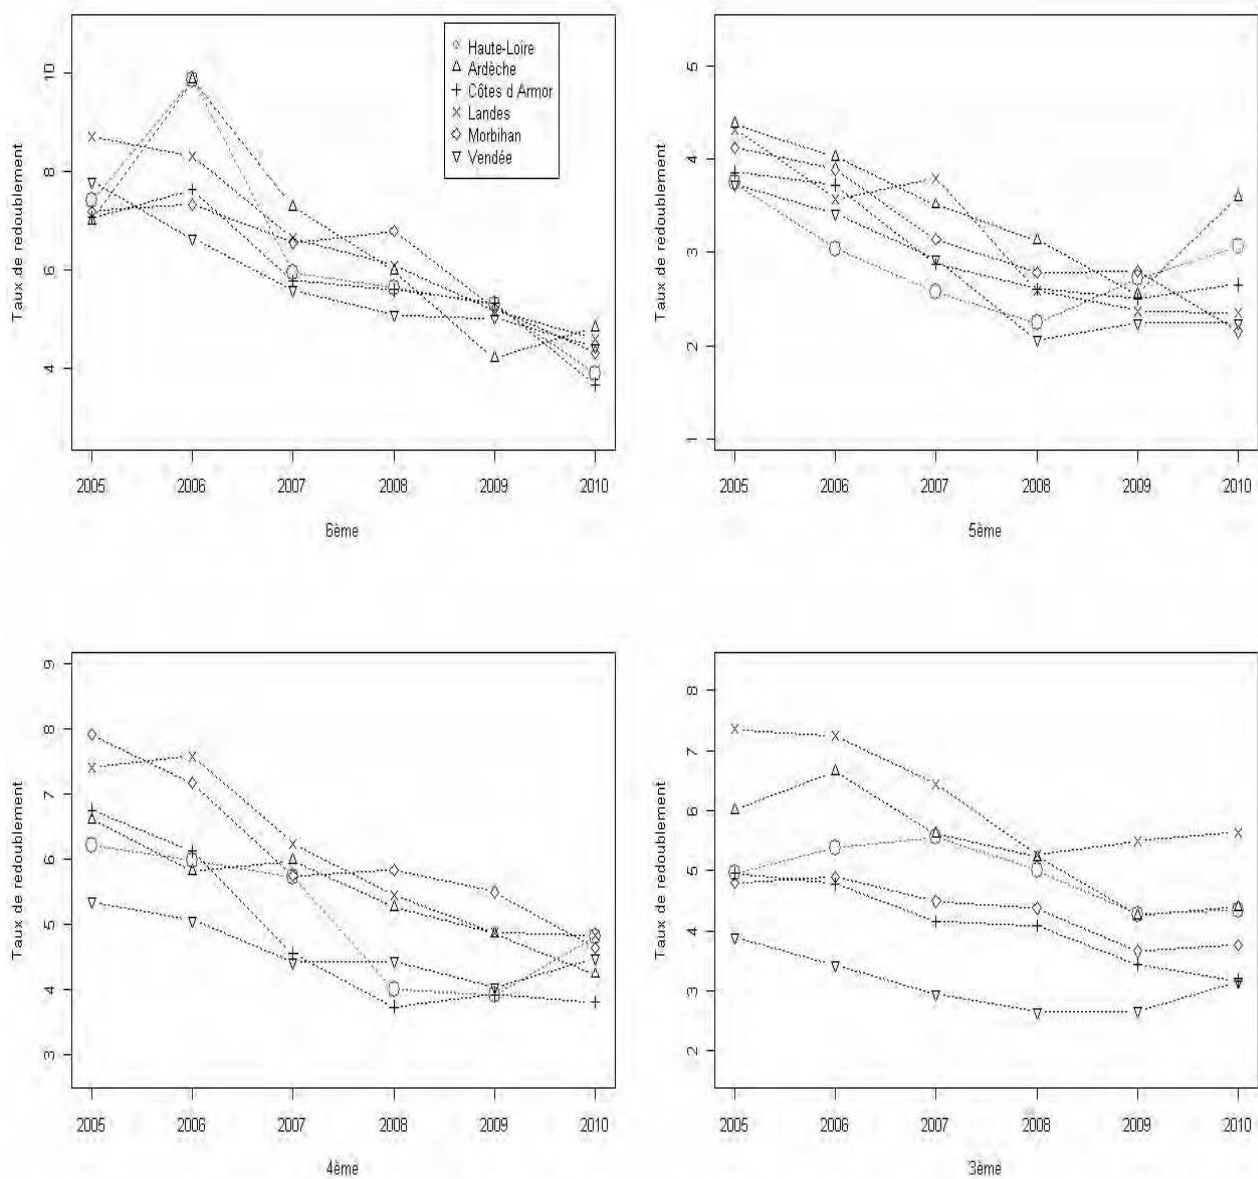 Taux de redoublement
10
8
6
4
Haute-Loire
Ardèche
Côtes d Armor
Landes
Morbihan
Vendée
2005 2006 2007 2008 2009 2010
6ème
Taux de redoublement
5
4
3
2
1
2005 2006 2007 2008 2009 2010
5ème
Taux de redoublement
9
8
7
6
5
4
3
2005 2006 2007 2008 2009 2010
4ème
Taux de redoublement
8
7
6
5
4
3
2
2005 2006 2007 2008 2009 2010
3ème